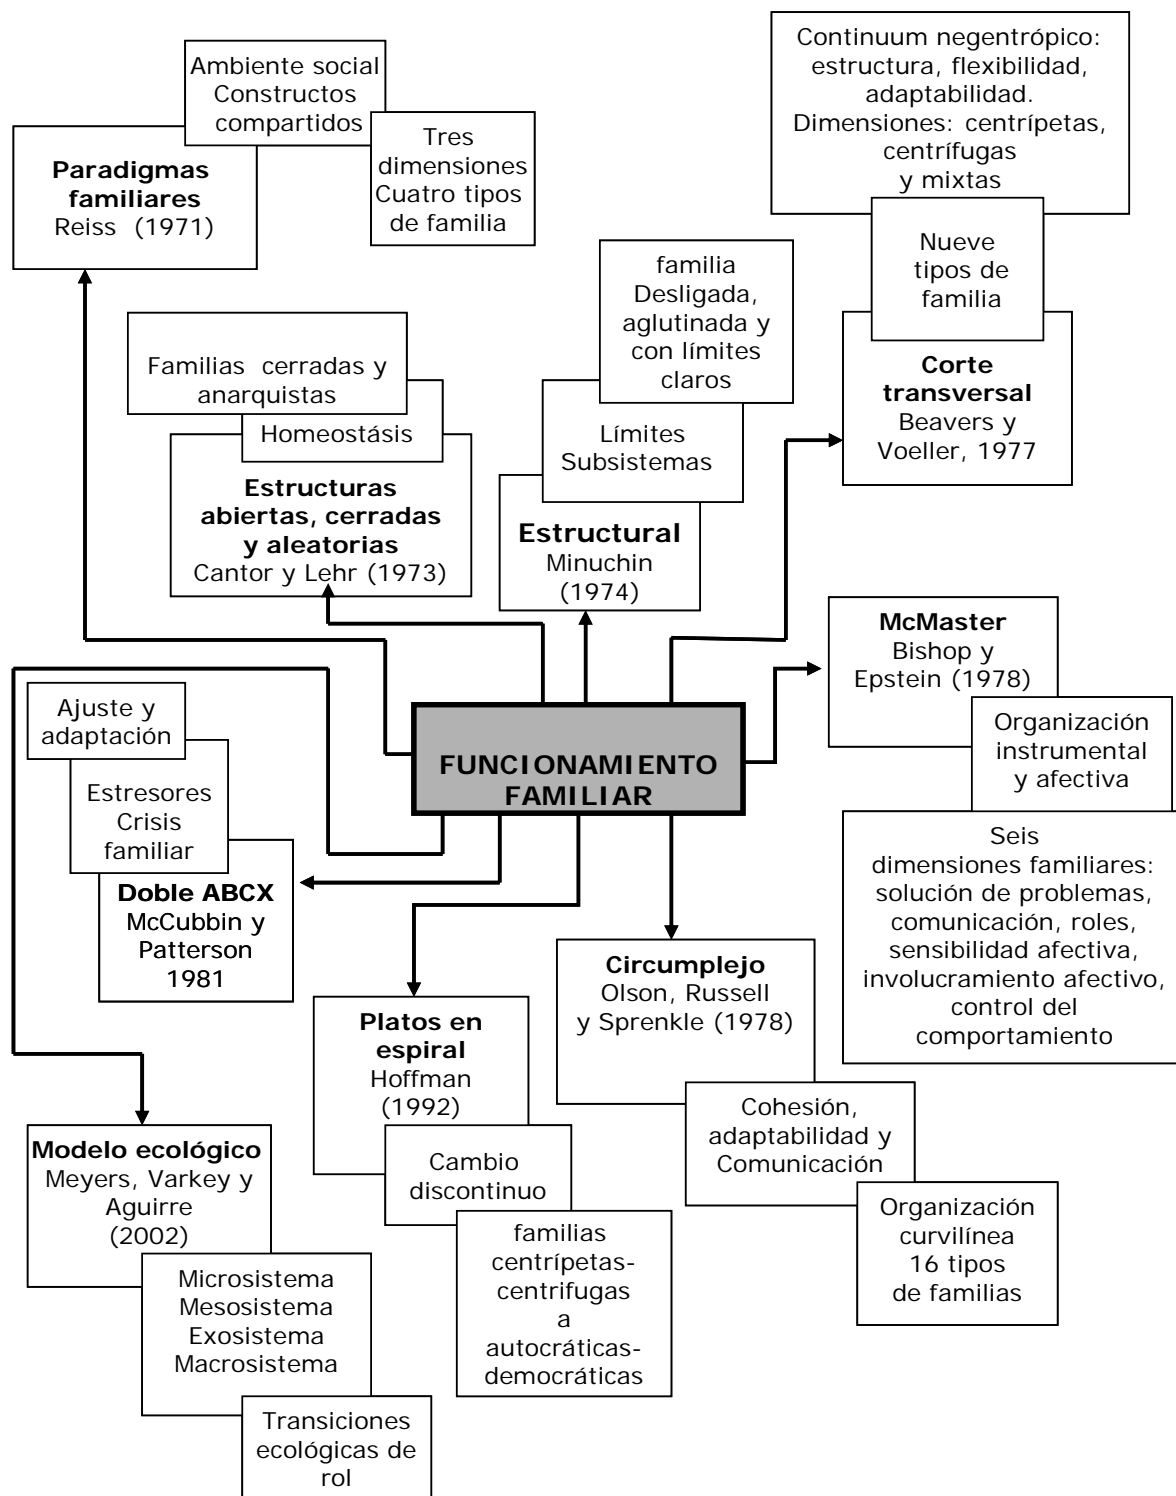 Continuum negentrópico:
estructura, flexibilidad,
adaptabilidad.
Dimensiones: centrípetas,
centrífugas
y mixtas
Nueve
tipos de
familia
Corte
transversal
Beavers y
Voeller, 1977
Ambiente social
Constructos
compartidos
Tres
dimensiones
Cuatro tipos
de familia
Paradigmas
familiares
Reiss (1971)
familia
Desligada,
aglutinada y
con límites
claros
Límites
Subsistemas
Estructural
Minuchin
(1974)
Familias cerradas y
anarquistas
Homeostásis
Estructuras
abiertas, cerradas
y aleatorias
Cantor y Lehr (1973)
McMaster
Bishop y
Epstein (1978)
Organización
instrumental
y afectiva
Seis
dimensiones familiares:
solución de problemas,
comunicación, roles,
sensibilidad afectiva,
involucramiento afectivo,
control del
comportamiento
FUNCIONAMIENTO
FAMILIAR
Ajuste y
adaptación
Estresores
Crisis
familiar
Doble ABCX
McCubbin y
Patterson
1981
Circumplejo
Olson, Russell
y Sprenkle (1978)
Cohesión,
adaptabilidad y
Comunicación
Organización
curvilínea
16 tipos
de familias
Platos en
espiral
Hoffman
(1992)
Cambio
discontinuo
familias
centrípetas-
centrifugas
a
autocráticas-
democráticas
Modelo ecológico
Meyers, Varkey y
Aguirre
(2002)
Microsistema
Mesosistema
Exosistema
Macrosistema
Transiciones
ecológicas de
rol